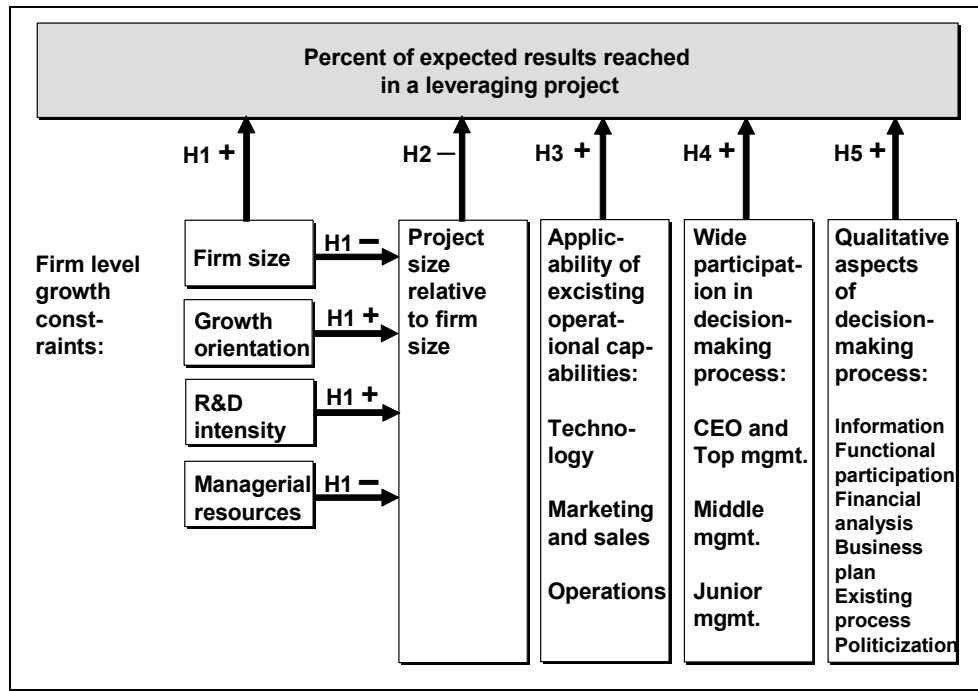 Percent of expected results reached
in a leveraging project
H1 +
H2 –
H3 +
H4 +
H5 +
Firm level
growth
const-
raints:
Firm size
H1 –
Growth
orientation
H1 +
R&D
intensity
H1 +
Managerial
resources
H1 –
Project
size
relative
to firm
size
Applic-
ability of
excisting
operat-
ional cap-
abilities:
Techno-
logy
Marketing
and sales
Operations
Wide
participat-
ion in
decision-
making
process:
CEO and
Top mgmt.
Middle
mgmt.
Junior
mgmt.
Qualitative
aspects
of
decision-
making
process:
Information
Functional
participation
Financial
analysis
Business
plan
Existing
process
Politicization